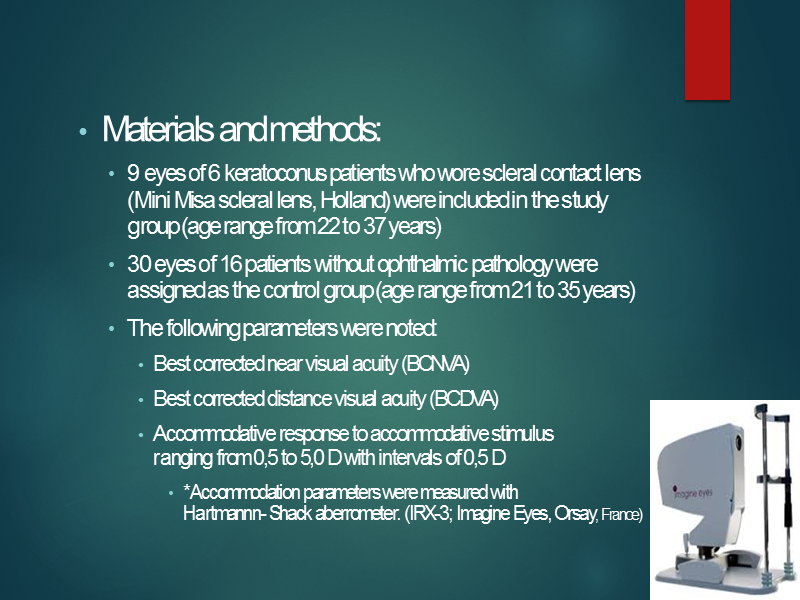 • Materials and methods:
• 9 eyes of 6 keratoconus patients who wore scleral contact lens
(Mini Misa scleral lens, Holland) were included in the study
group (age range from 22 to 37 years)
• 30 eyes of 16 patients without ophthalmic pathology were
assigned as the control group (age range from 21 to 35 years)
• The following parameters were noted:
• Best corrected near visual acuity (BCNVA)
• Best corrected distance visual acuity (BCDVA)
• Accommodative response to accommodative stimulus
ranging from 0,5 to 5,0 D with intervals of 0,5 D
• *Accommodation parameters were measured with
Hartmannn- Shack aberrometer. (IRX-3; Imagine Eyes, Orsay, France)
imagine eyes